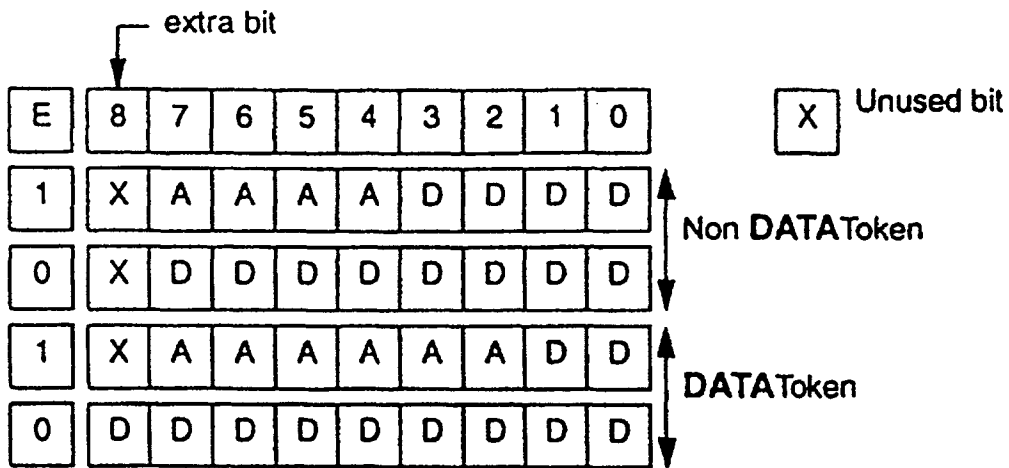 extra bit
E 8 7 6 5 4 3 2 1 0
X Unused bit
1 X A A A A D D D D
Non DATAToken
0 X D D D D D D D D
1 X A A A A A A D D
DATAToken
0 D D D D D D D D D